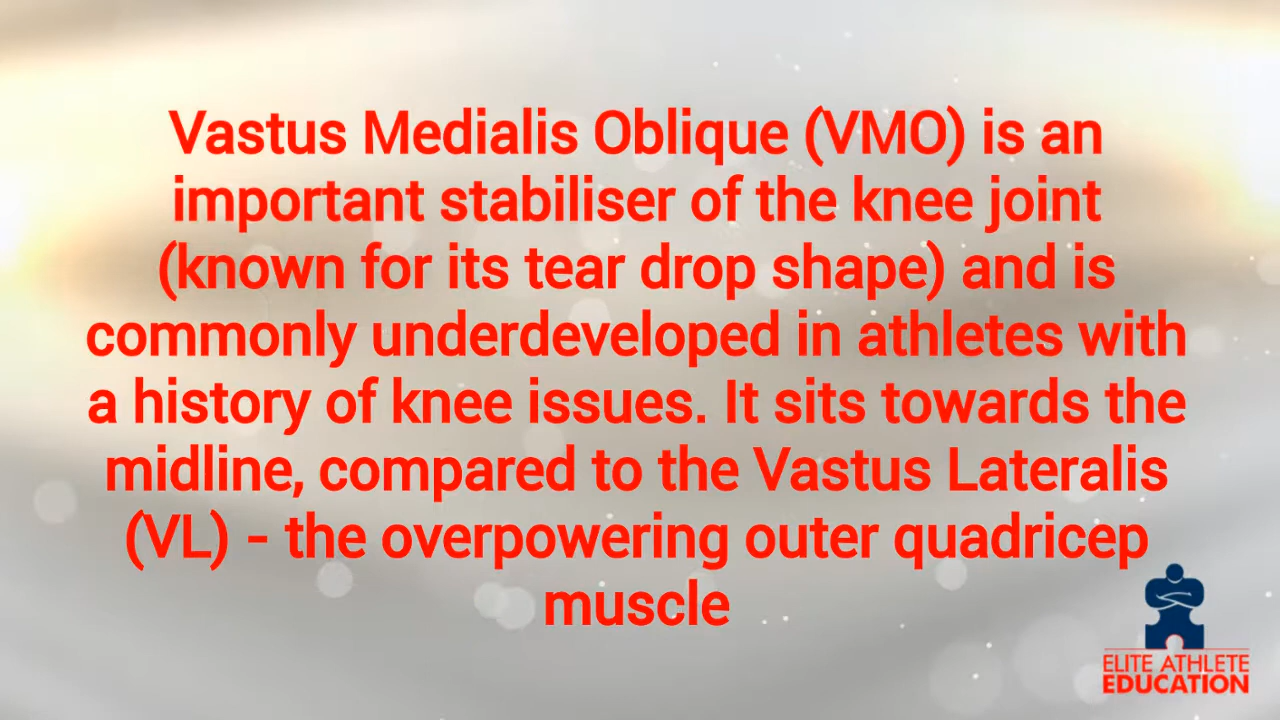 Vastus Medialis Oblique (VMO) is an
important stabiliser of the knee joint
(known for its tear drop shape) and is
commonly underdeveloped in athletes with
a history of knee issues. It sits towards the
midline, compared to the Vastus Lateralis
(VL) - the overpowering outer quadricep
muscle
ELITE ATHLETE
EDUCATION